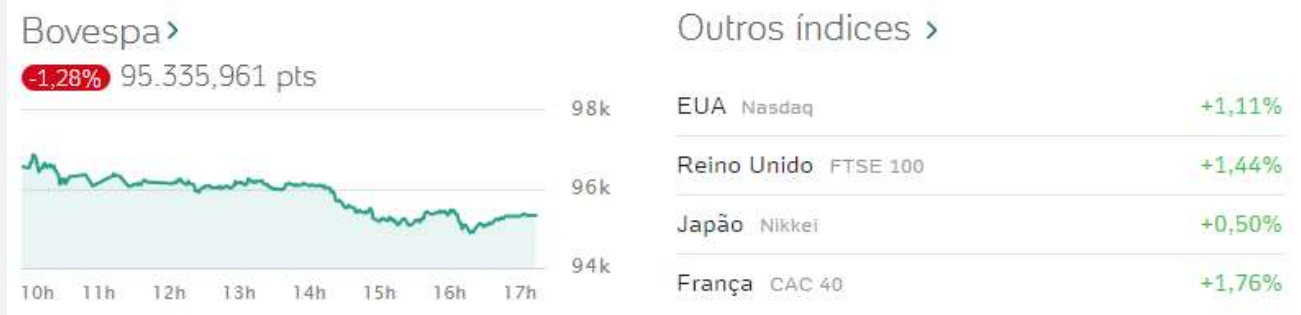 Bovespa >
-1,28% 95.335,961 pts
98k
96k
94k
10h 11h 12h 13h 14h 15h 16h 17h
Outros índices >
EUA Nasdaq +1,11%
Reino Unido FTSE 100 +1,44%
Japão Nikkei +0,50%
França CAC 40 +1,76%